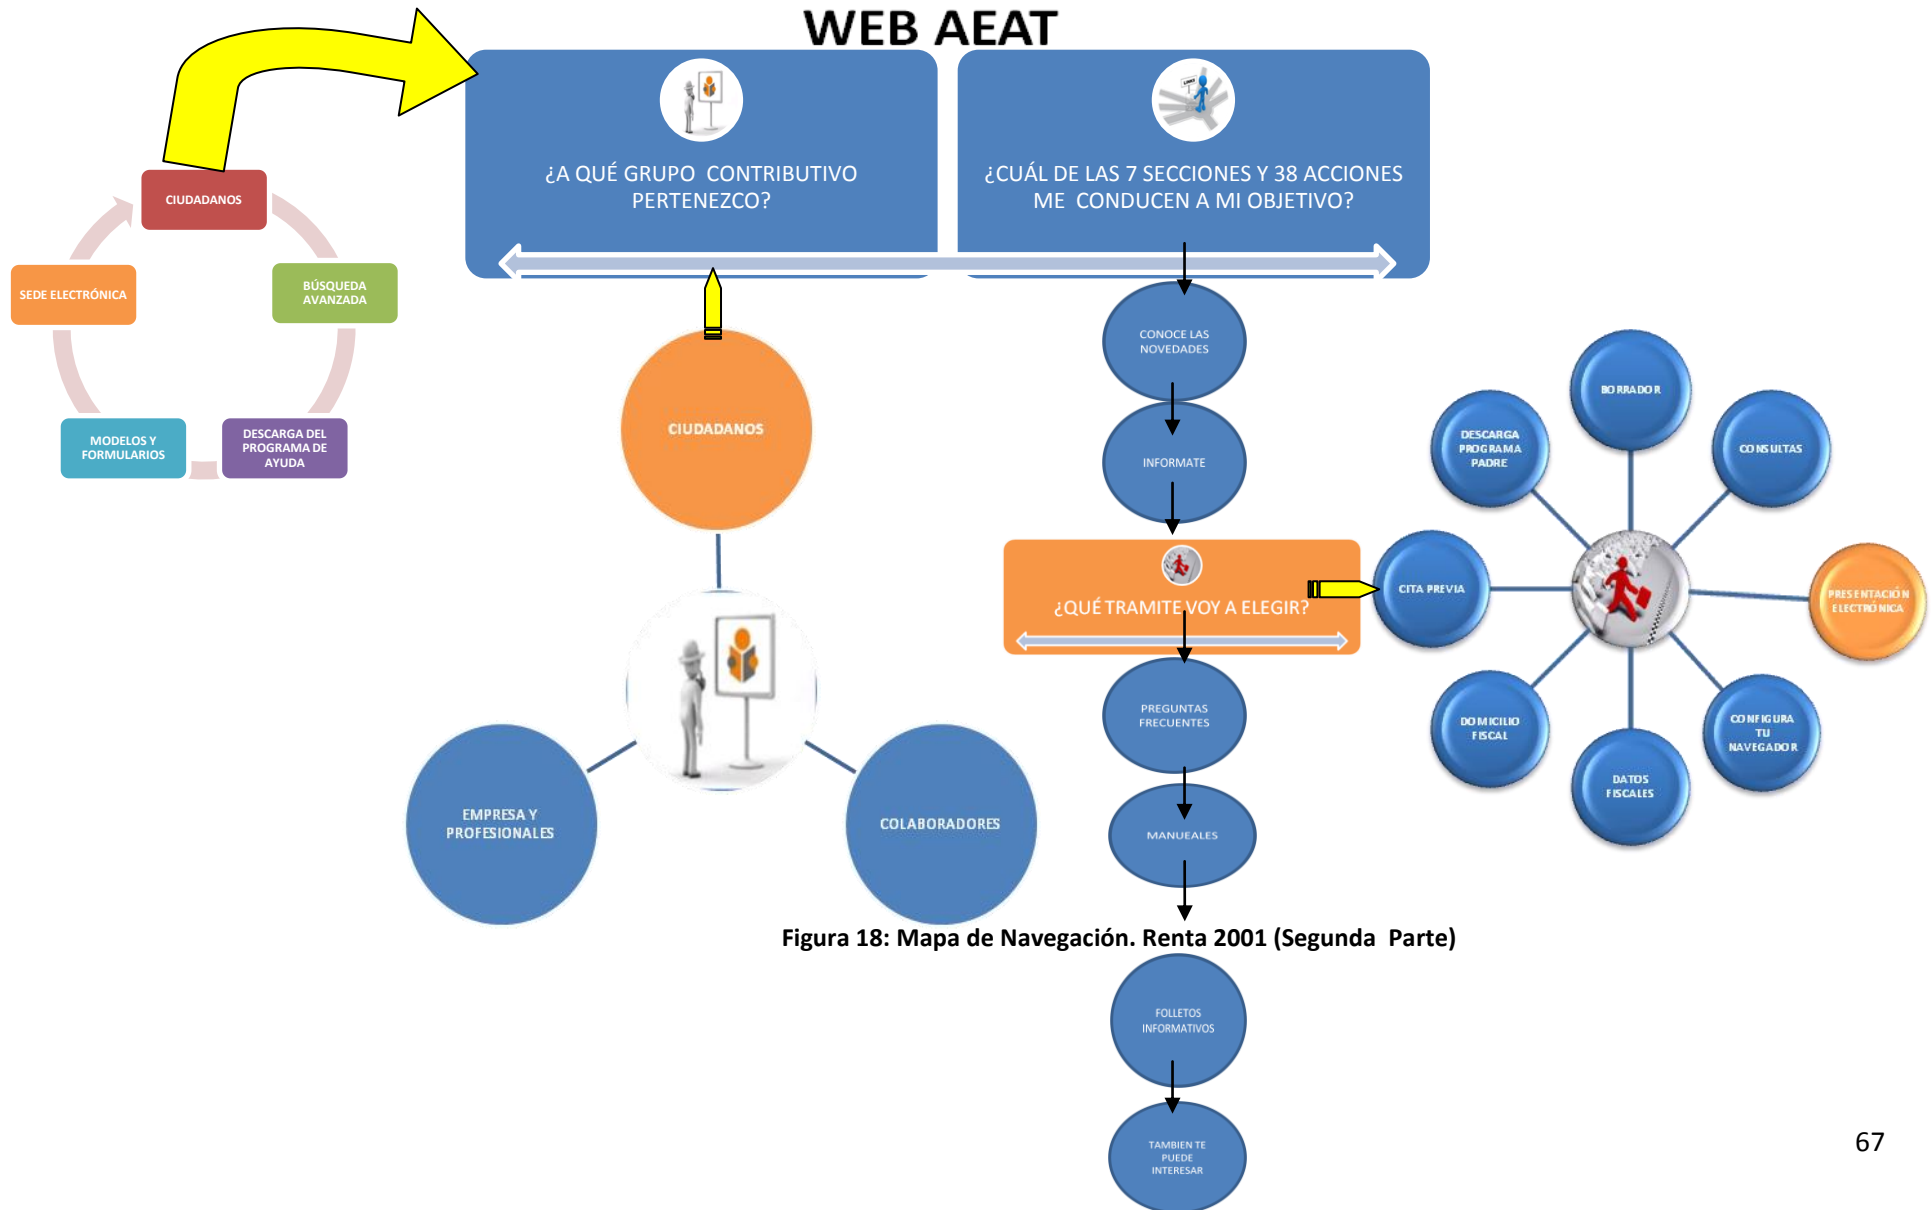 WEB AEAT
¿A QUÉ GRUPO CONTRIBUTIVO
PERTENEZCO?
¿CUÁL DE LAS 7 SECCIONES Y 38 ACCIONES
ME CONDUCEN A MI OBJETIVO?
CIUDADANOS
BÚSQUEDA
AVANZADA
DESCARGA DEL
PROGRAMA DE
AYUDA
MODELOS Y
FORMULARIOS
SEDE ELECTRÓNICA
CIUDADANOS
EMPRESA Y
PROFESIONALES
COLABORADORES
CONOCE LAS
NOVEDADES
INFORMATE
¿QUÉ TRAMITE VOY A ELEGIR?
PREGUNTAS
FRECUENTES
MANUEALES
BORRADOR
CONSULTAS
PRESENTACIÓN
ELECTRÓNICA
CONFIGURA
TU
NAVEGADOR
DATOS
FISCALES
DOMICILIO
FISCAL
CITA PREVIA
DESCARGA
PROGRAMA
PADRE
Figura 18: Mapa de Navegación. Renta 2001 (Segunda Parte)
FOLLETOS
INFORMATIVOS
TAMBIEN TE
PUEDE
INTERESAR
67